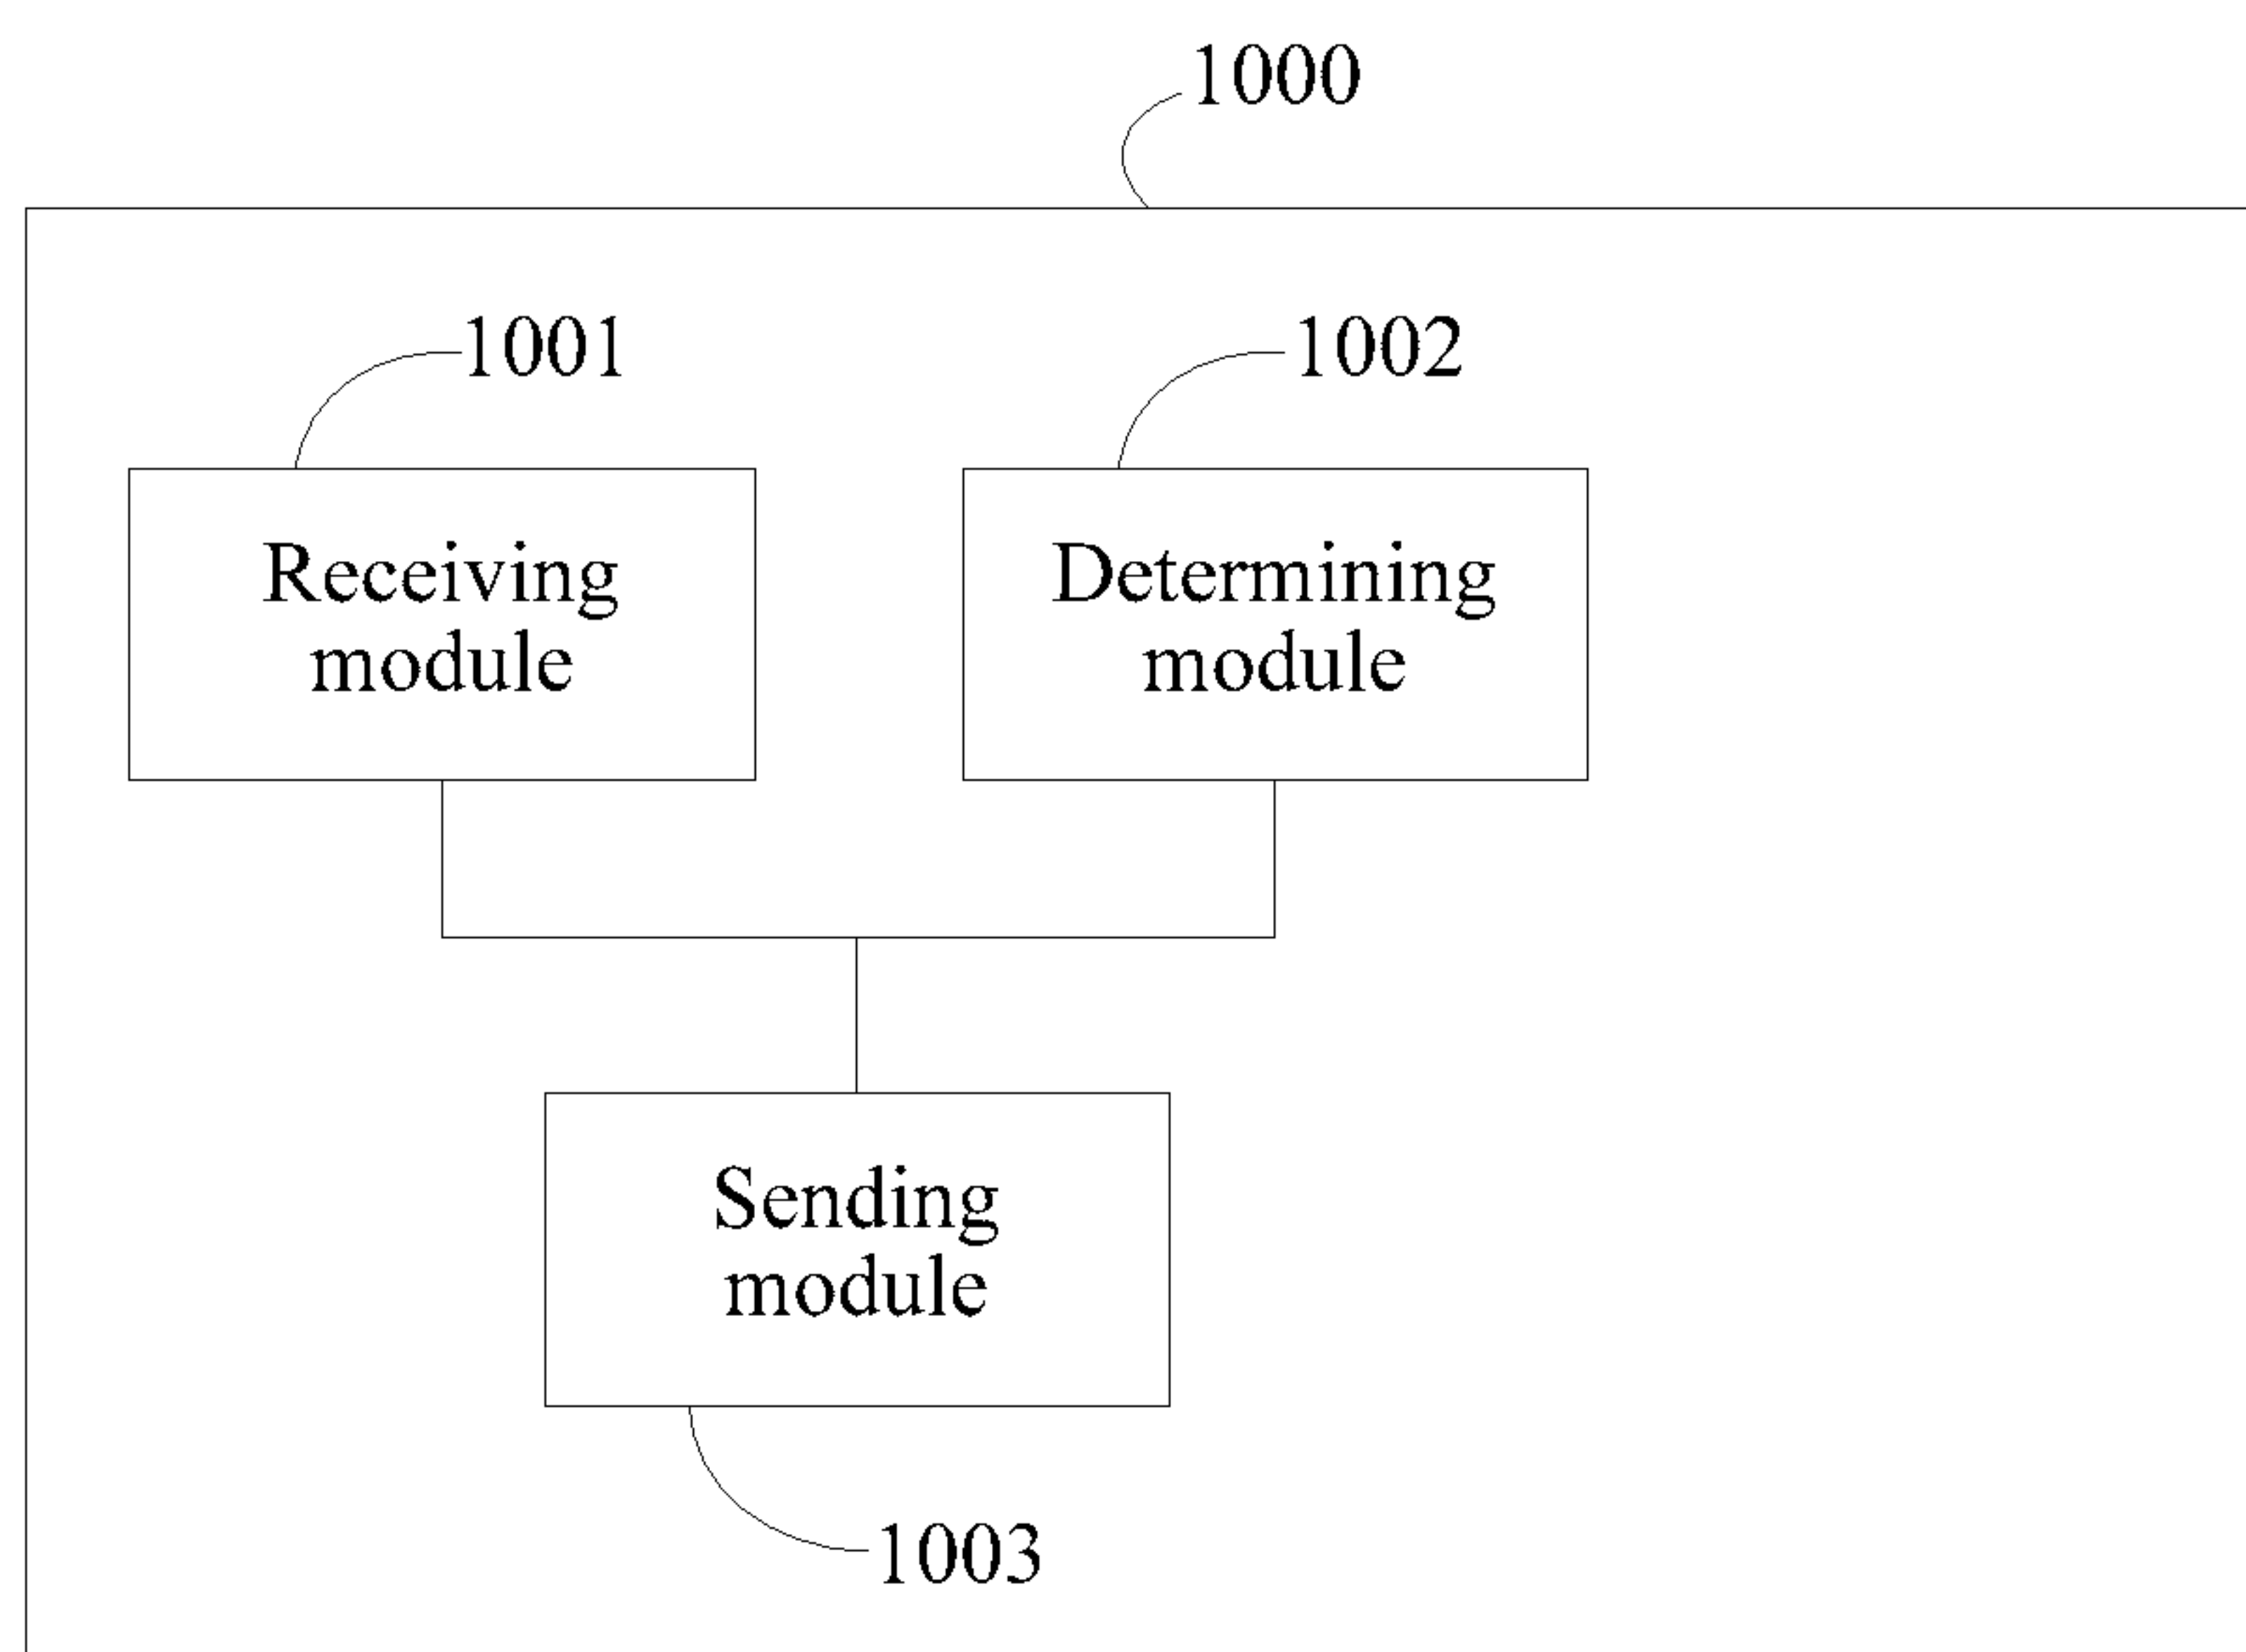 1000
1001
1002
Receiving
module
Determining
module
Sending
module
1003